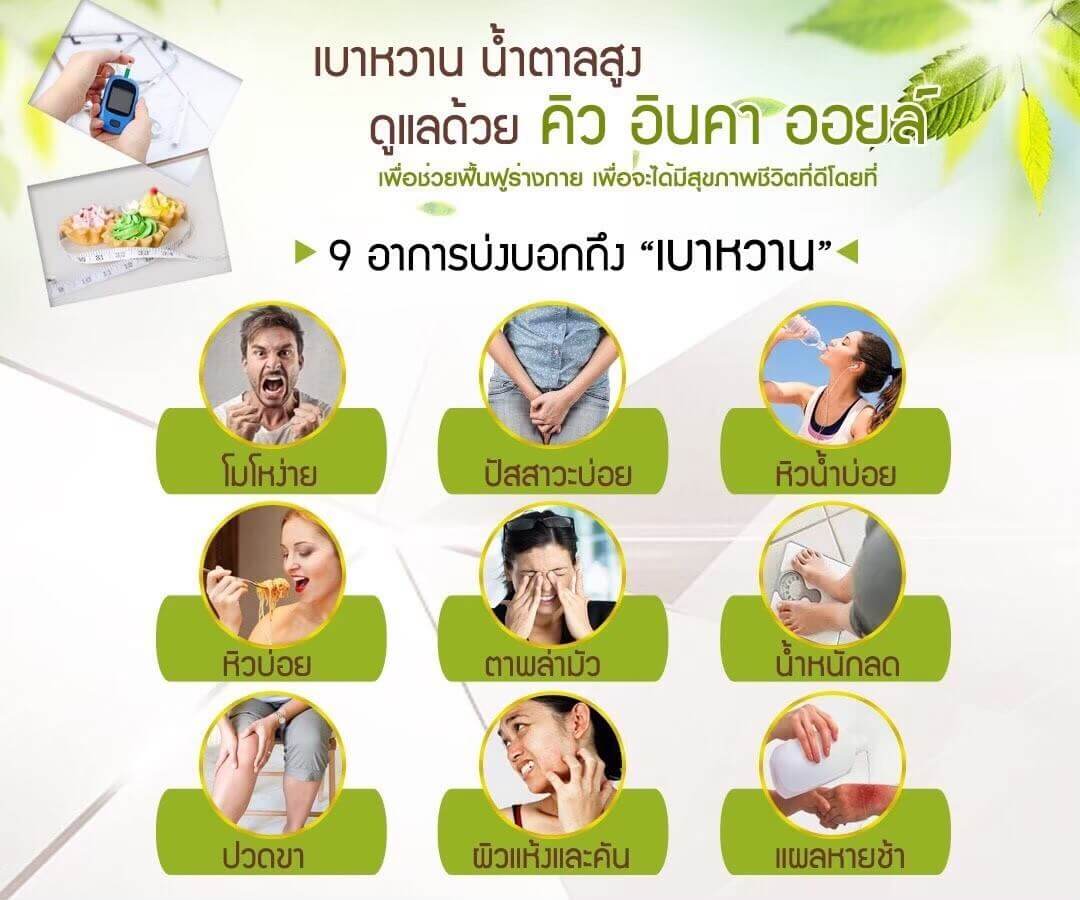 เบาหวาน น้ำตาลสูง
ดูแลด้วย คิว อินคา ออยล์
เพื่อช่วยฟื้นฟูร่างกาย เพื่อจะได้มีสุขภาพชีวิตที่ดีโดยที่
9 อาการบ่งบอกถึง “เบาหวาน”
โมโหง่าย
ปัสสาวะบ่อย
หิวน้ำบ่อย
หิวบ่อย
ตาพล่ามัว
น้ำหนักลด
ปวดขา
ผิวแห้งและคัน
แผลหายช้า